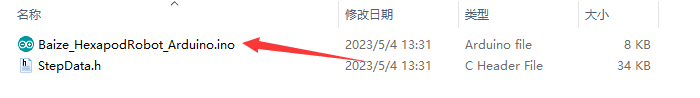 名称 修改日期 类型 大小
Baize_HexapodRobot_Arduino.ino 2023/5/4 13:31 Arduino file 8 KB
StepData.h 2023/5/4 13:31 C Header File 34 KB